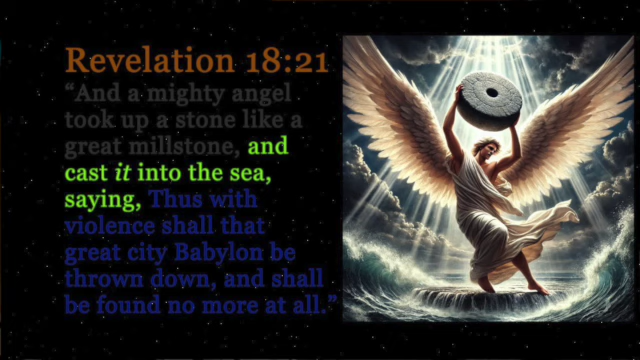 Revelation 18:21
“And a mighty angel
took up a stone like a
great millstone, and
cast it into the sea,
saying, Thus with
violence shall that
great city Babylon be
thrown down, and shall
be found no more at all.”